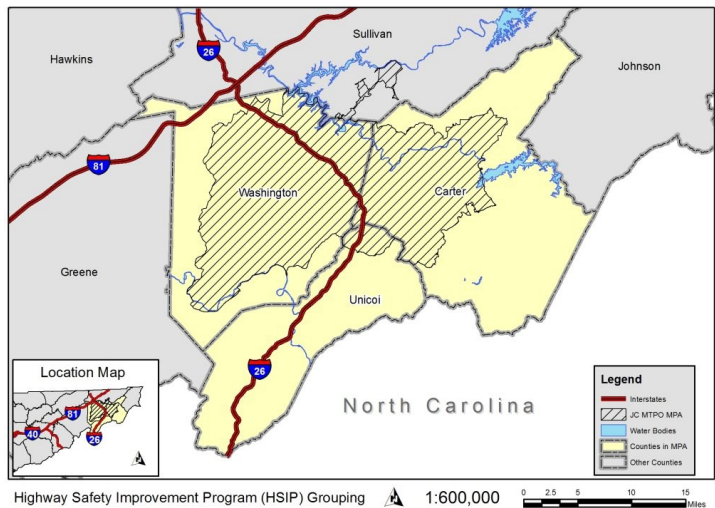 Hawkins
26
Sullivan
Johnson
81
Washington
Carter
Greene
Unicoi
26
North Carolina
Location Map
81
40
26
Legend
Interstates
JC MTPO MPA
Water Bodies
Counties in MPA
Other Counties
Highway Safety Improvement Program (HSIP) Grouping
1:600,000
0 2.5 5 10 15
Miles